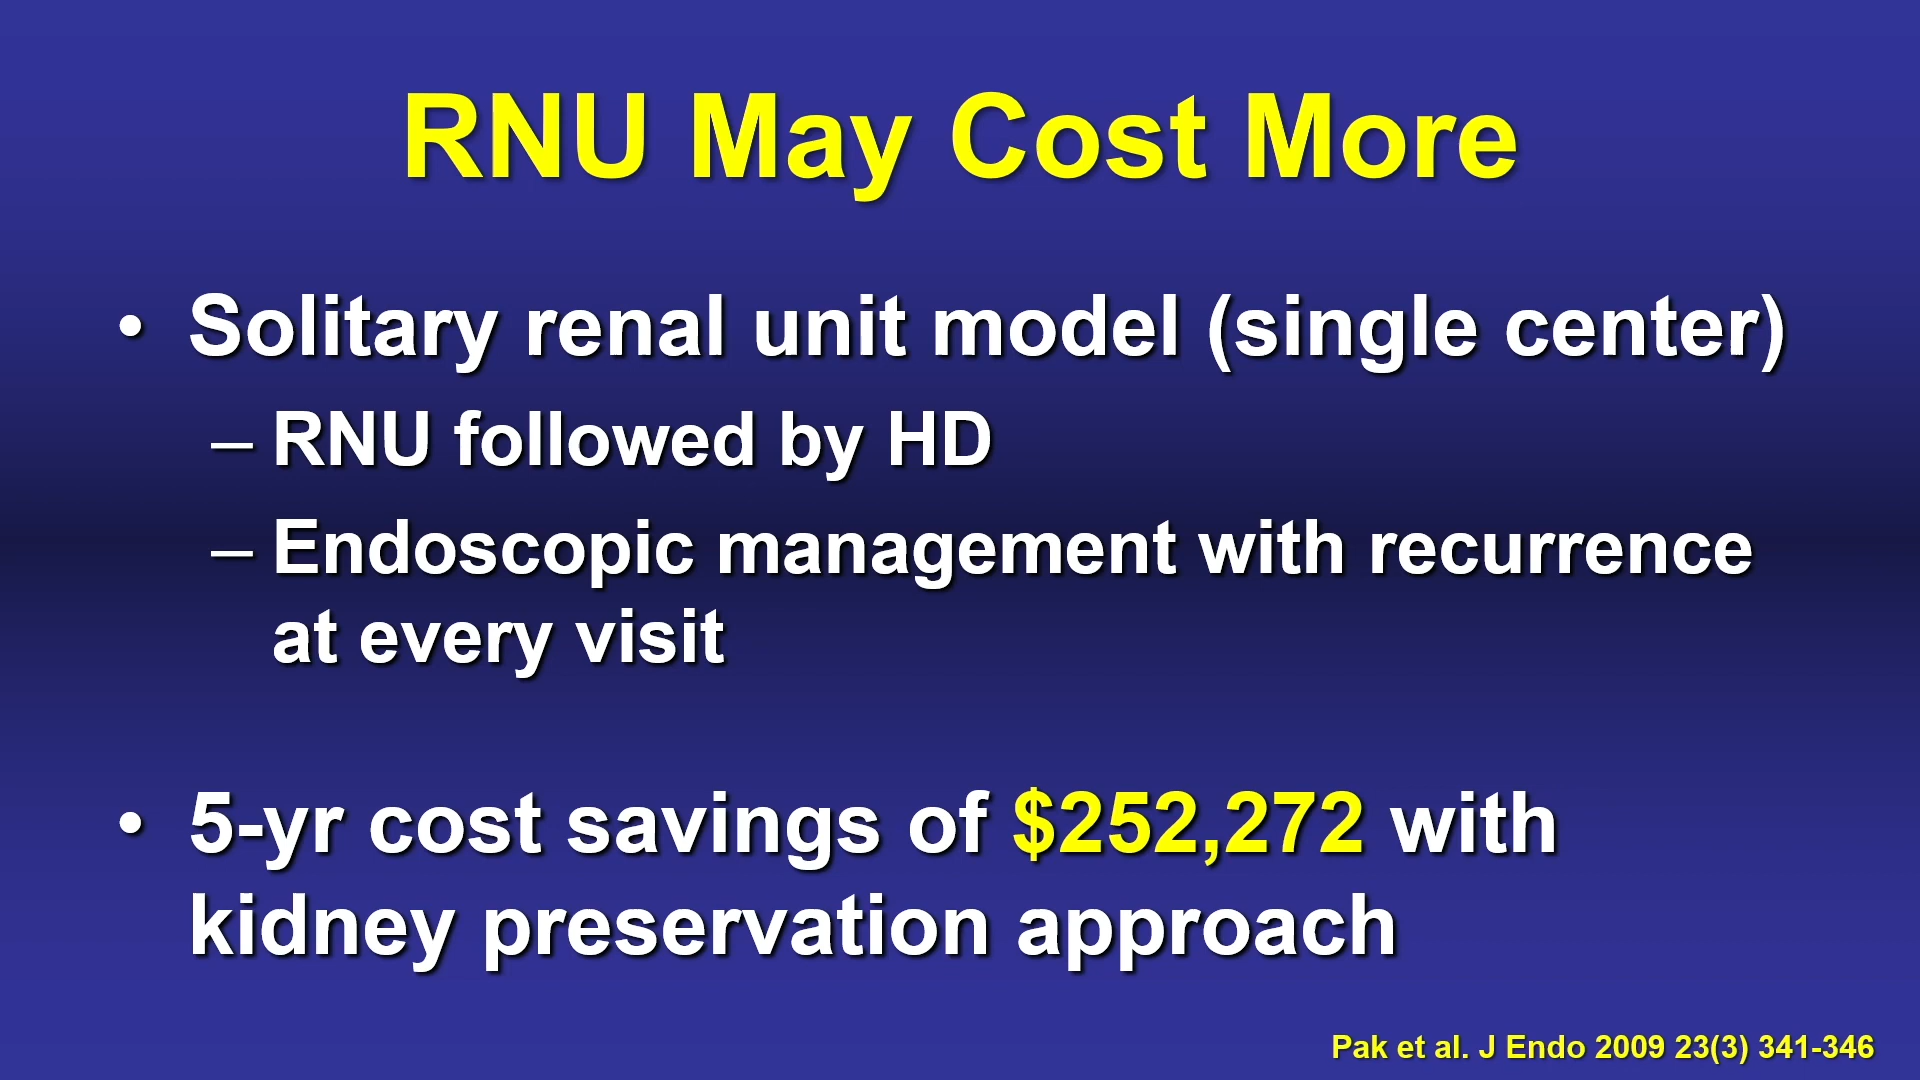 RNU May Cost More
• Solitary renal unit model (single center)
– RNU followed by HD
– Endoscopic management with recurrence
at every visit
• 5-yr cost savings of $252,272 with
kidney preservation approach
Pak et al. J Endo 2009 23(3) 341-346